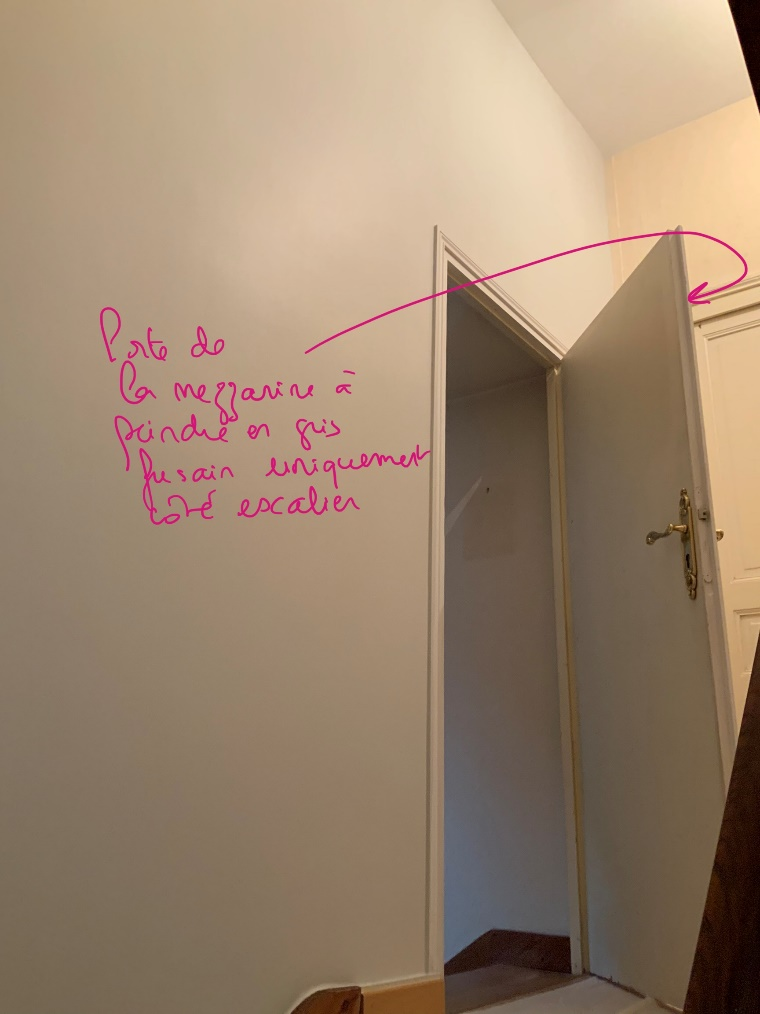 Porte de
la mezzanine à
peindre en gris
fusain uniquement
côté escalier